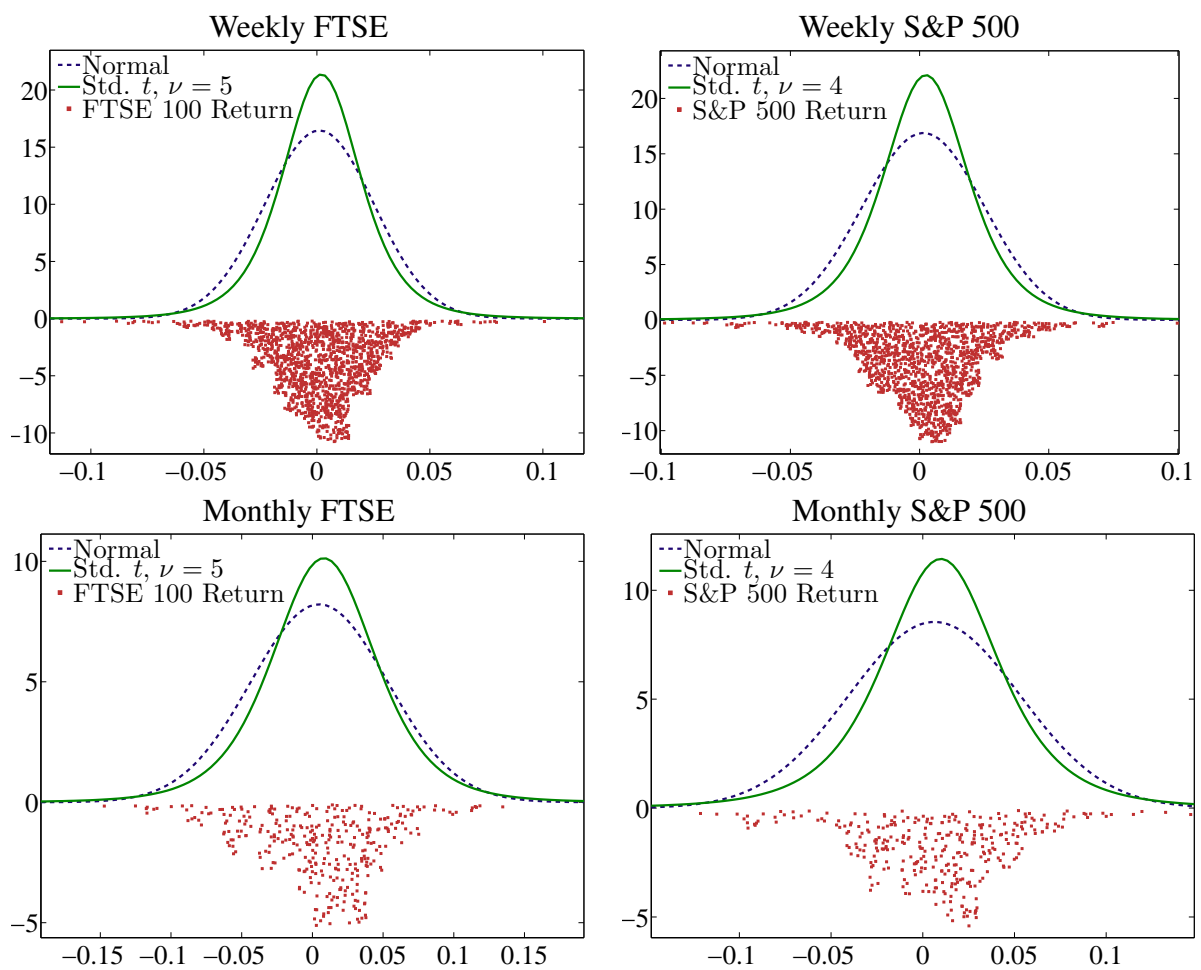 Weekly FTSE
Normal
Std. t, ν = 5
FTSE 100 Return
20
15
10
5
0
−5
−10
−0.1 −0.05 0 0.05 0.1
Weekly S&P 500
Normal
Std. t, ν = 4
S&P 500 Return
20
15
10
5
0
−5
−10
−0.1 −0.05 0 0.05 0.1
Monthly FTSE
Normal
Std. t, ν = 5
FTSE 100 Return
10
5
0
−5
−0.15 −0.1 −0.05 0 0.05 0.1 0.15
Monthly S&P 500
Normal
Std. t, ν = 4
S&P 500 Return
10
5
0
−5
−0.1 −0.05 0 0.05 0.1